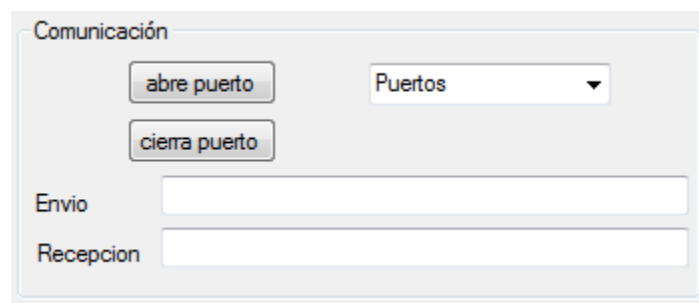 Comunicación
abre puerto
Puertos
cierra puerto
Envio
Recepcion